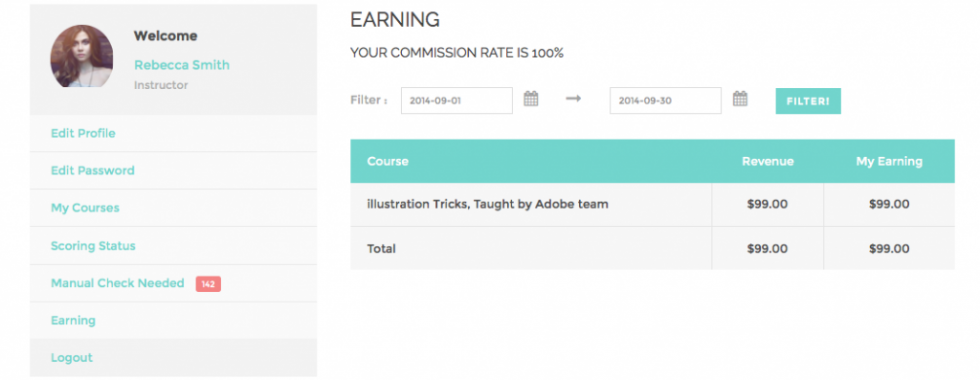 Welcome
Rebecca Smith
Instructor
Edit Profile
Edit Password
My Courses
Scoring Status
Manual Check Needed 142
Earning
Logout
EARNING
YOUR COMMISSION RATE IS 100%
Filter : 2014-09-01 → 2014-09-30 FILTER!
Course Revenue My Earning
illustration Tricks, Taught by Adobe team $99.00 $99.00
Total $99.00 $99.00